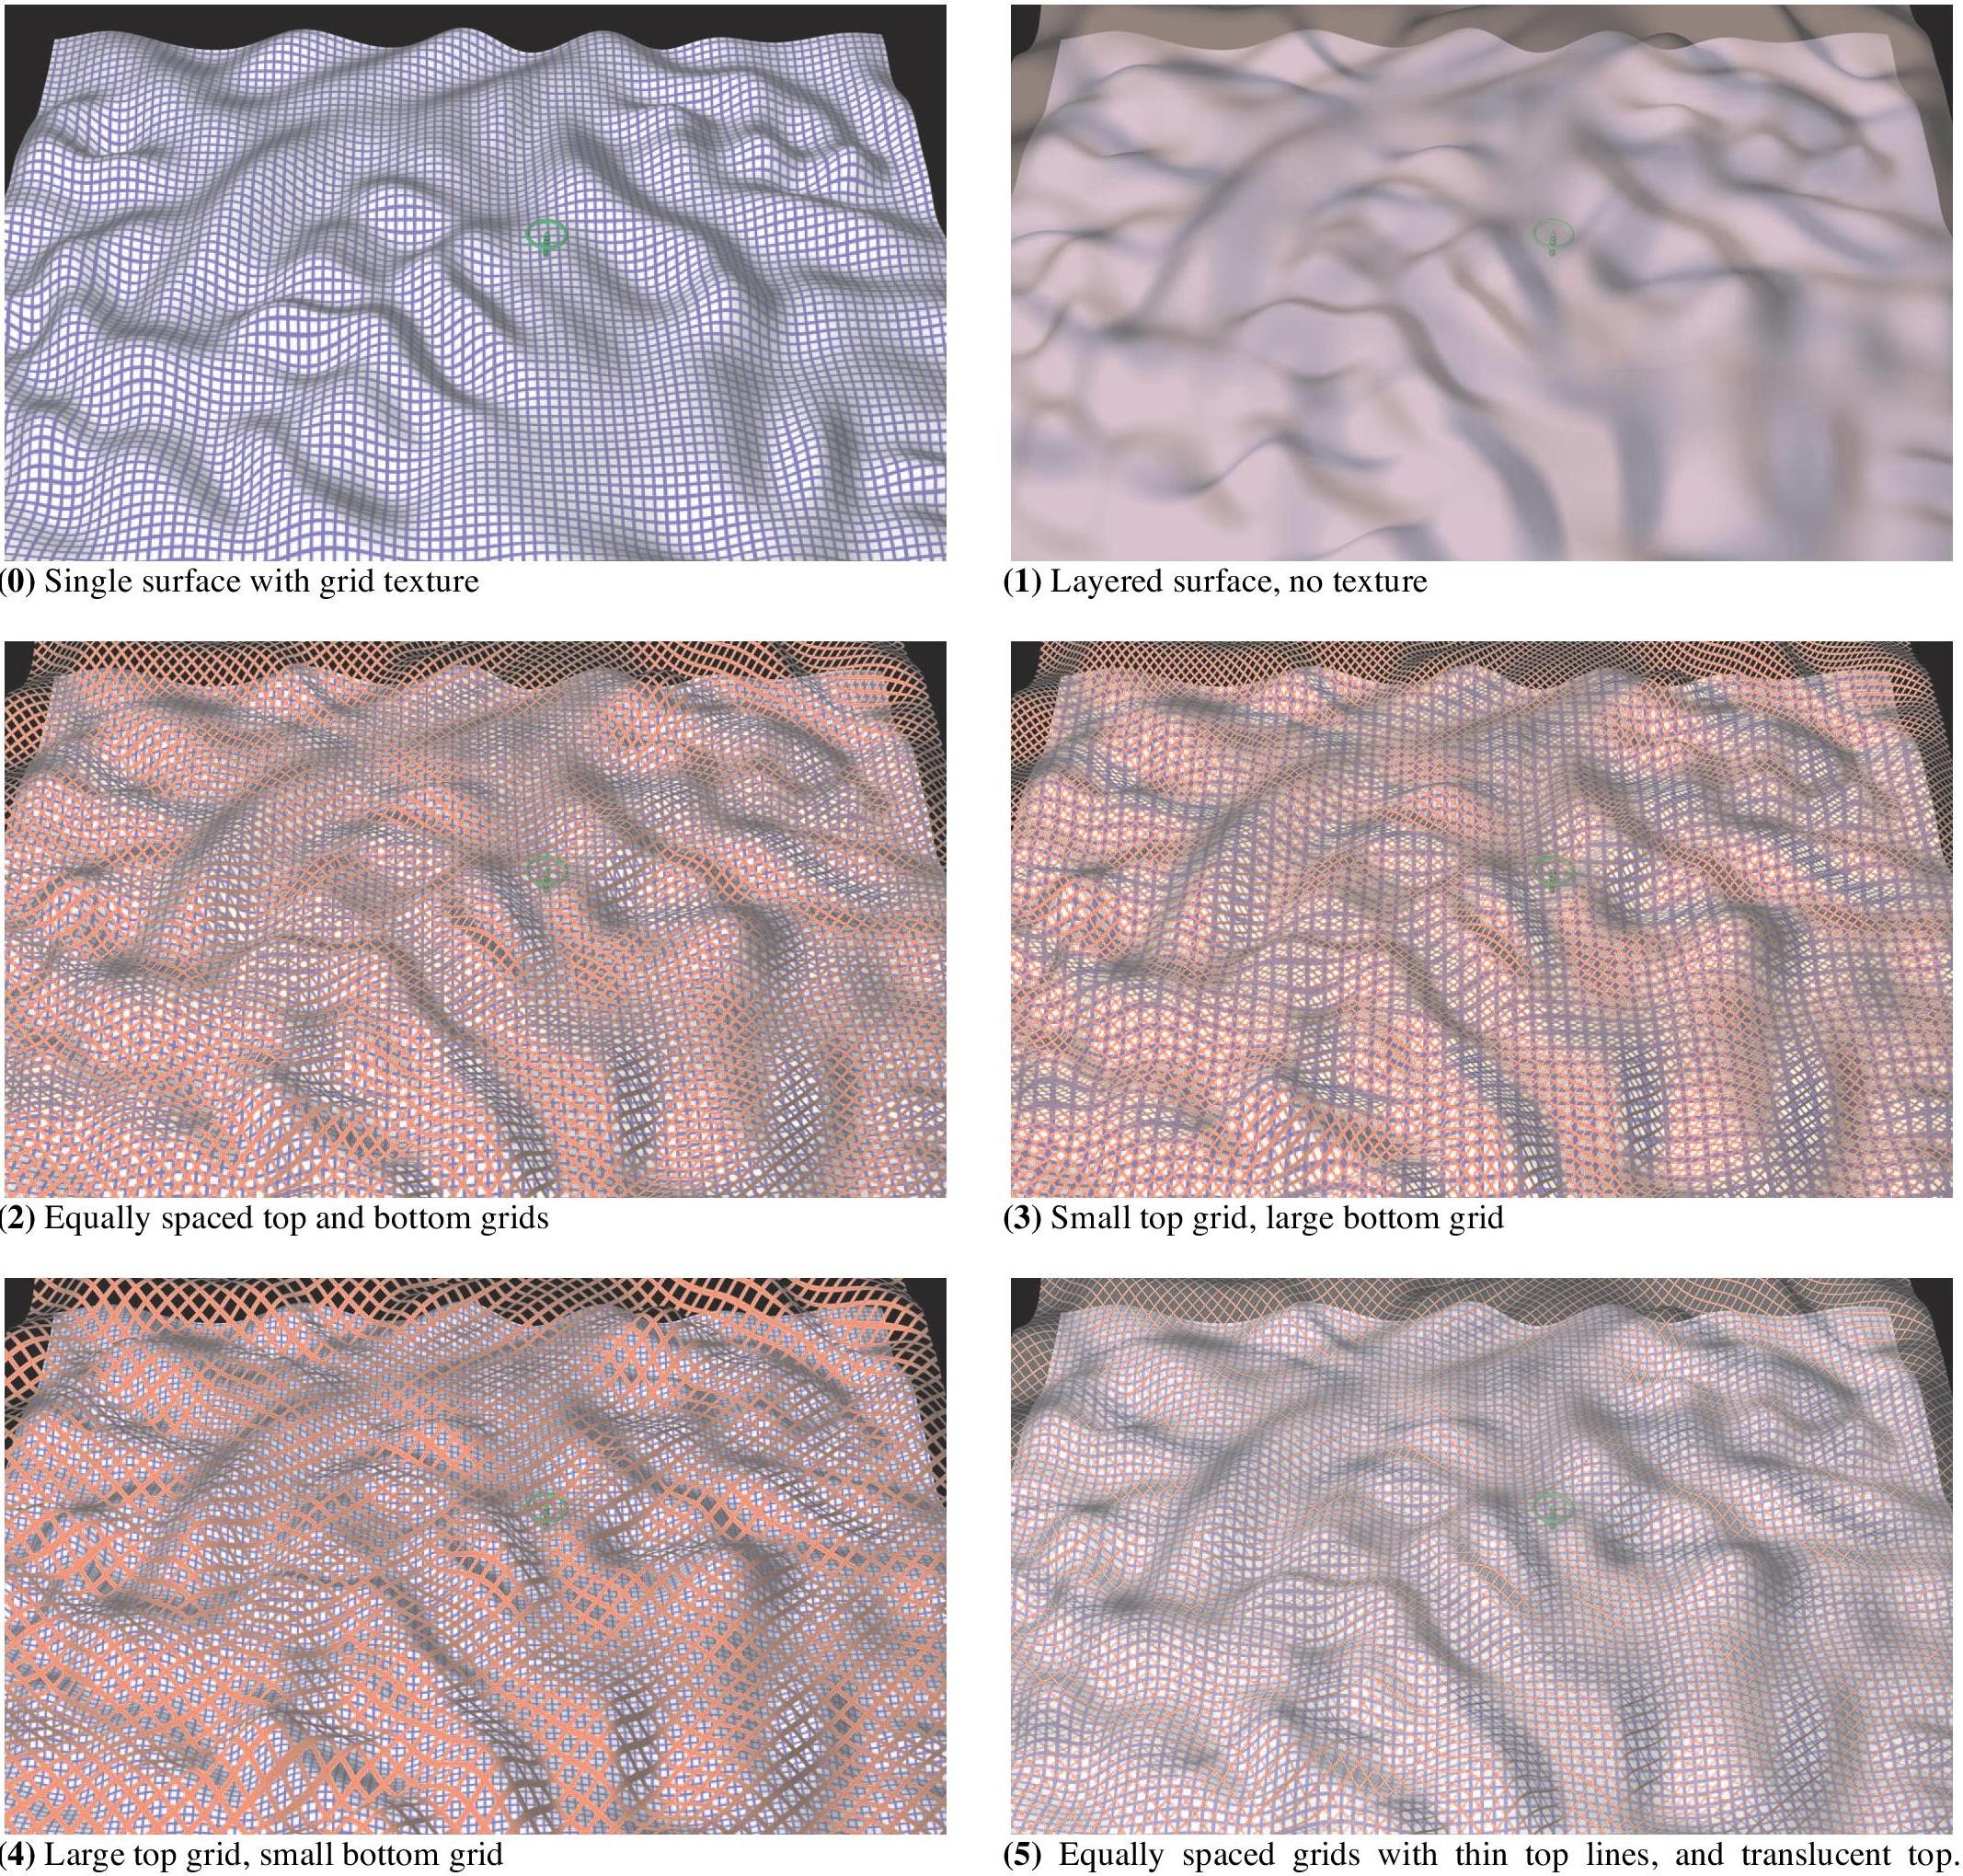 (0) Single surface with grid texture
(1) Layered surface, no texture
(2) Equally spaced top and bottom grids
(3) Small top grid, large bottom grid
(4) Large top grid, small bottom grid
(5) Equally spaced grids with thin top lines, and translucent top.